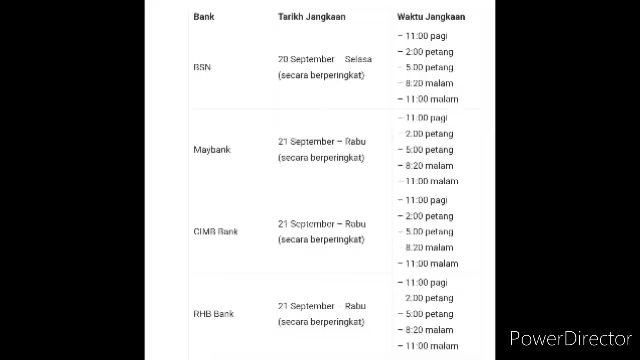 Bank Tarikh Jangkaan Waktu Jangkaan
– 11:00 pagi
20 September – Selasa – 2:00 petang
BSN – 5:00 petang
(secara berperingkat) – 8:20 malam
– 11:00 malam
– 11:00 pagi
21 September – Rabu – 2:00 petang
Maybank – 5:00 petang
(secara berperingkat) – 8:20 malam
– 11:00 malam
– 11:00 pagi
21 September – Rabu – 2:00 petang
CIMB Bank – 5:00 petang
(secara berperingkat) – 8:20 malam
– 11:00 malam
– 11:00 pagi
21 September – Rabu – 2:00 petang
RHB Bank – 5:00 petang
(secara berperingkat) – 8:20 malam
– 11:00 malam
PowerDirector